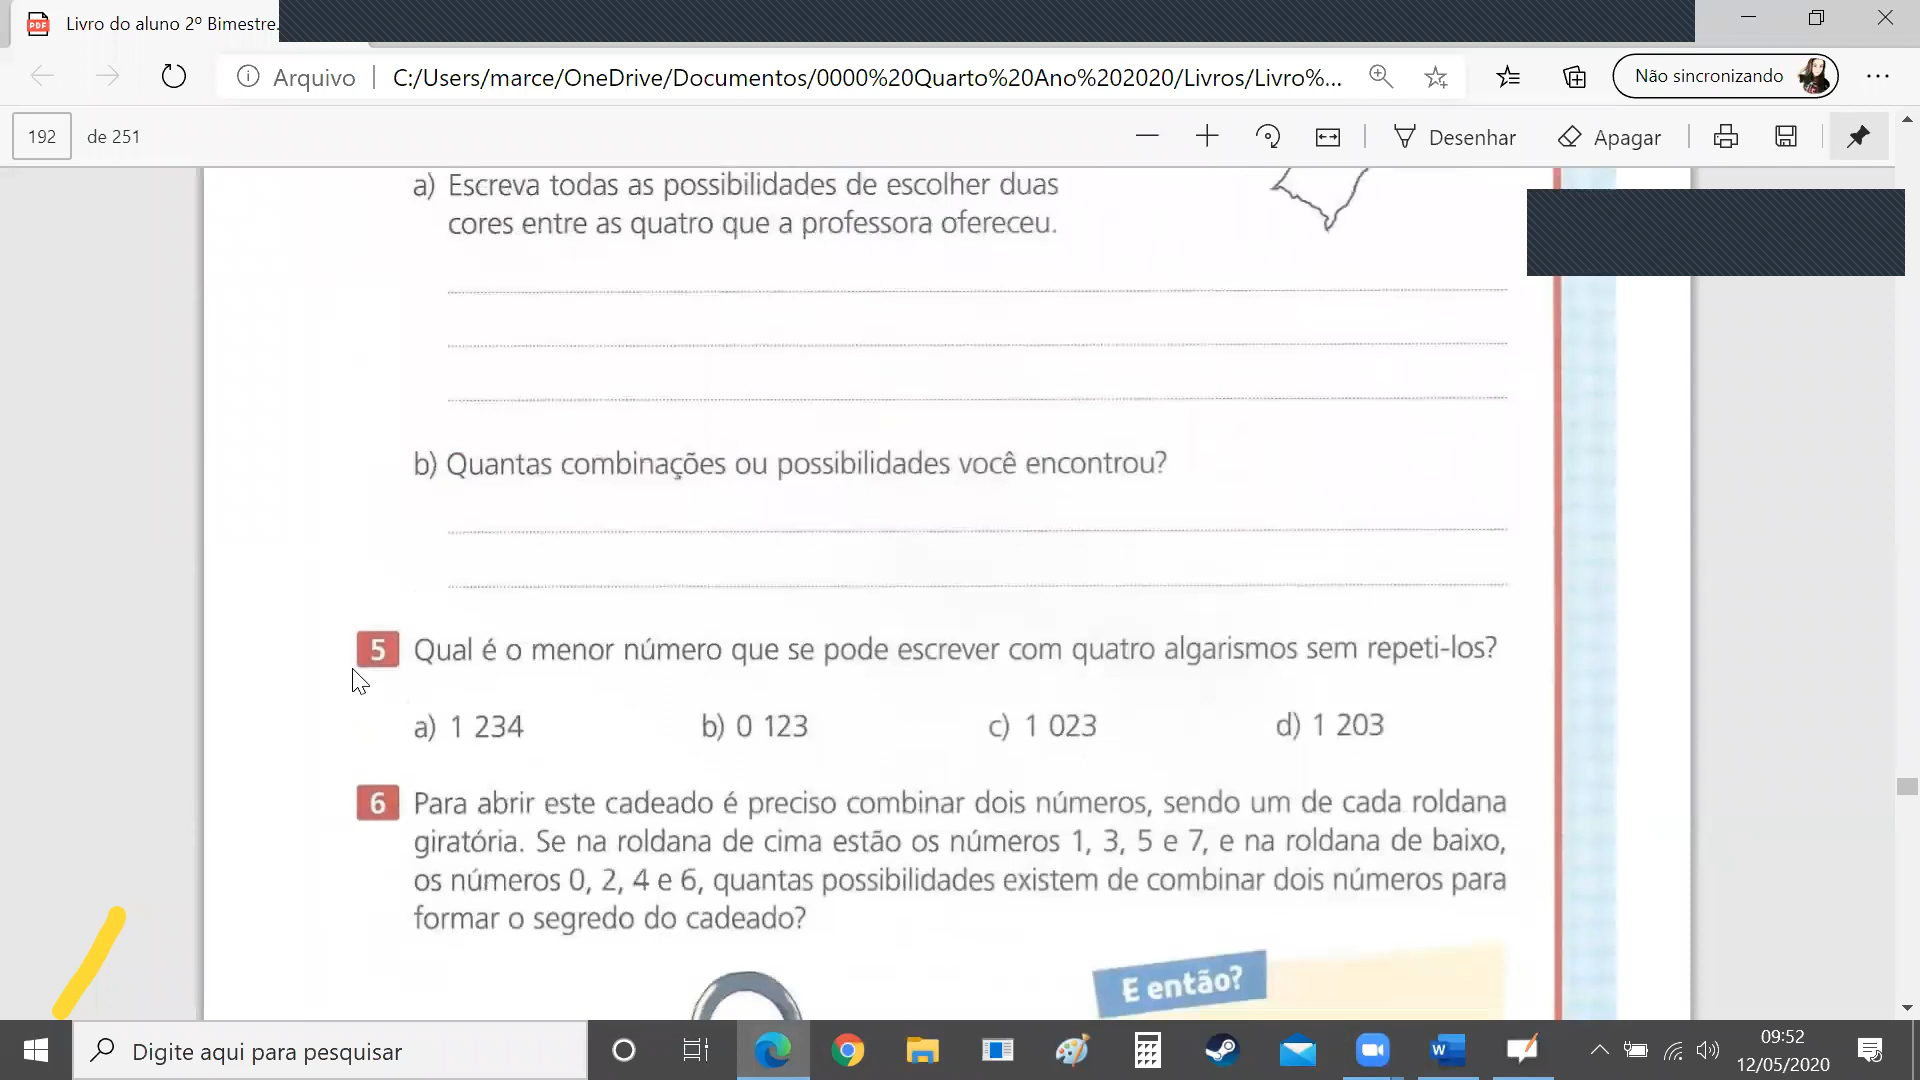 Livro do aluno 2º Bimestre.
Arquivo
C:/Users/marce/OneDrive/Documentos/0000%20Quarto%20Ano%202020/Livros/Livro%...
Não sincronizando
192
de 251
Desenhar
Apagar
a) Escreva todas as possibilidades de escolher duas
cores entre as quatro que a professora ofereceu.
b) Quantas combinações ou possibilidades você encontrou?
5 Qual é o menor número que se pode escrever com quatro algarismos sem repeti-los?
a) 1 234 b) 0 123 c) 1 023 d) 1 203
6 Para abrir este cadeado é preciso combinar dois números, sendo um de cada roldana
giratória. Se na roldana de cima estão os números 1, 3, 5 e 7, e na roldana de baixo,
os números 0, 2, 4 e 6, quantas possibilidades existem de combinar dois números para
formar o segredo do cadeado?
E então?
Digite aqui para pesquisar
09:52
12/05/2020